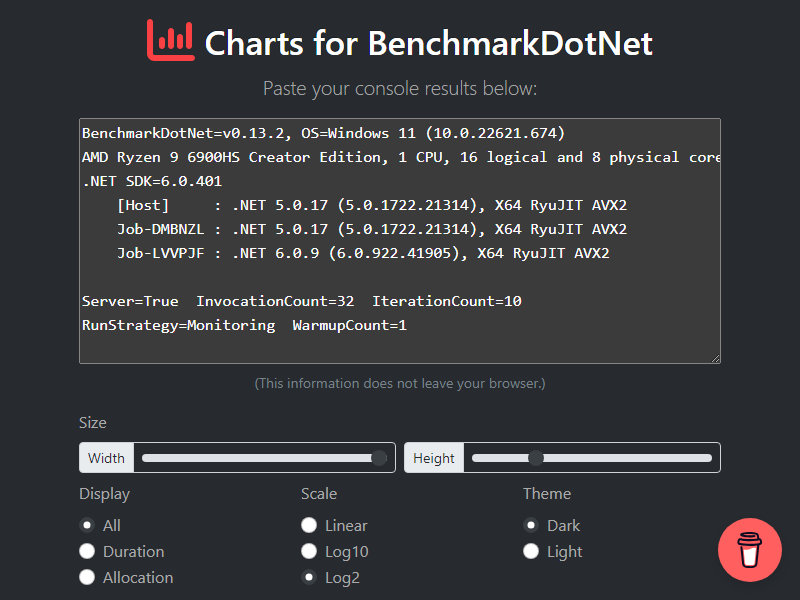 Charts for BenchmarkDotNet
Paste your console results below:
BenchmarkDotNet=v0.13.2, OS=Windows 11 (10.0.22621.674)
AMD Ryzen 9 6900HS Creator Edition, 1 CPU, 16 logical and 8 physical core
.NET SDK=6.0.401
[Host]     : .NET 5.0.17 (5.0.1722.21314), X64 RyuJIT AVX2
Job-DMBNZL : .NET 5.0.17 (5.0.1722.21314), X64 RyuJIT AVX2
Job-LVVPJF : .NET 6.0.9 (6.0.922.41905), X64 RyuJIT AVX2
Server=True  InvocationCount=32  IterationCount=10
RunStrategy=Monitoring  WarmupCount=1
(This information does not leave your browser.)
Size
Width Height
Display Scale Theme
All Linear Dark
Duration Log10 Light
Allocation Log2